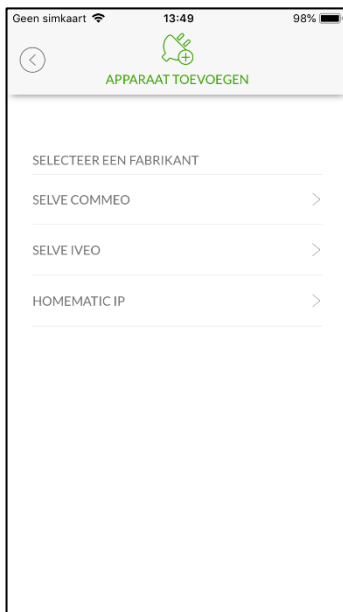 Geen simkaart 13:49 98%
APPARAAT TOEVOEGEN
SELECTEER EEN FABRIKANT
SELVE COMMEO
SELVE IVEO
HOMEMATIC IP